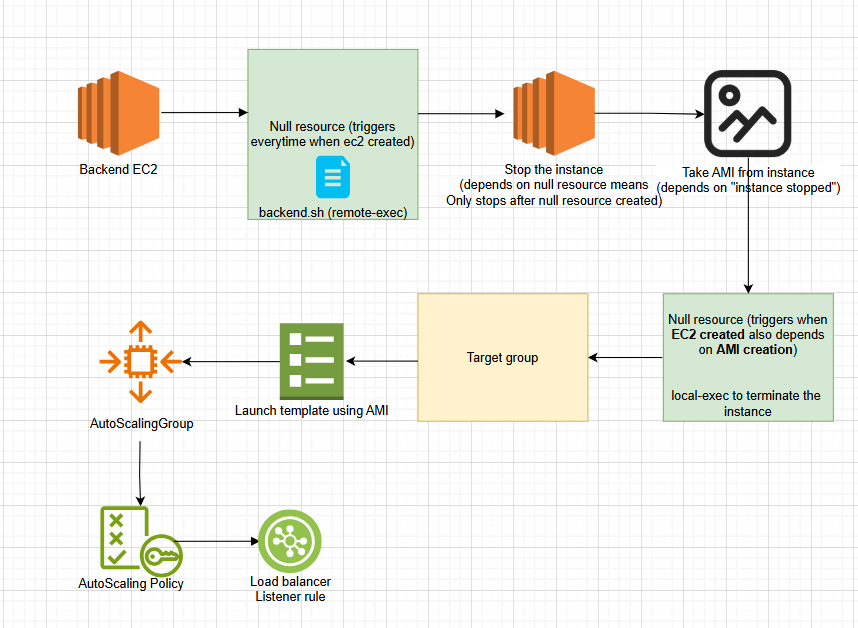 Backend EC2
Null resource (triggers
everytime when ec2 created)
backend.sh (remote-exec)
Stop the instance
(depends on null resource means
Only stops after null resource created)
Take AMI from instance
(depends on "instance stopped")
Null resource (triggers when
EC2 created also depends
on AMI creation)
local-exec to terminate the
instance
Target group
Launch template using AMI
AutoScalingGroup
AutoScaling Policy
Load balancer
Listener rule